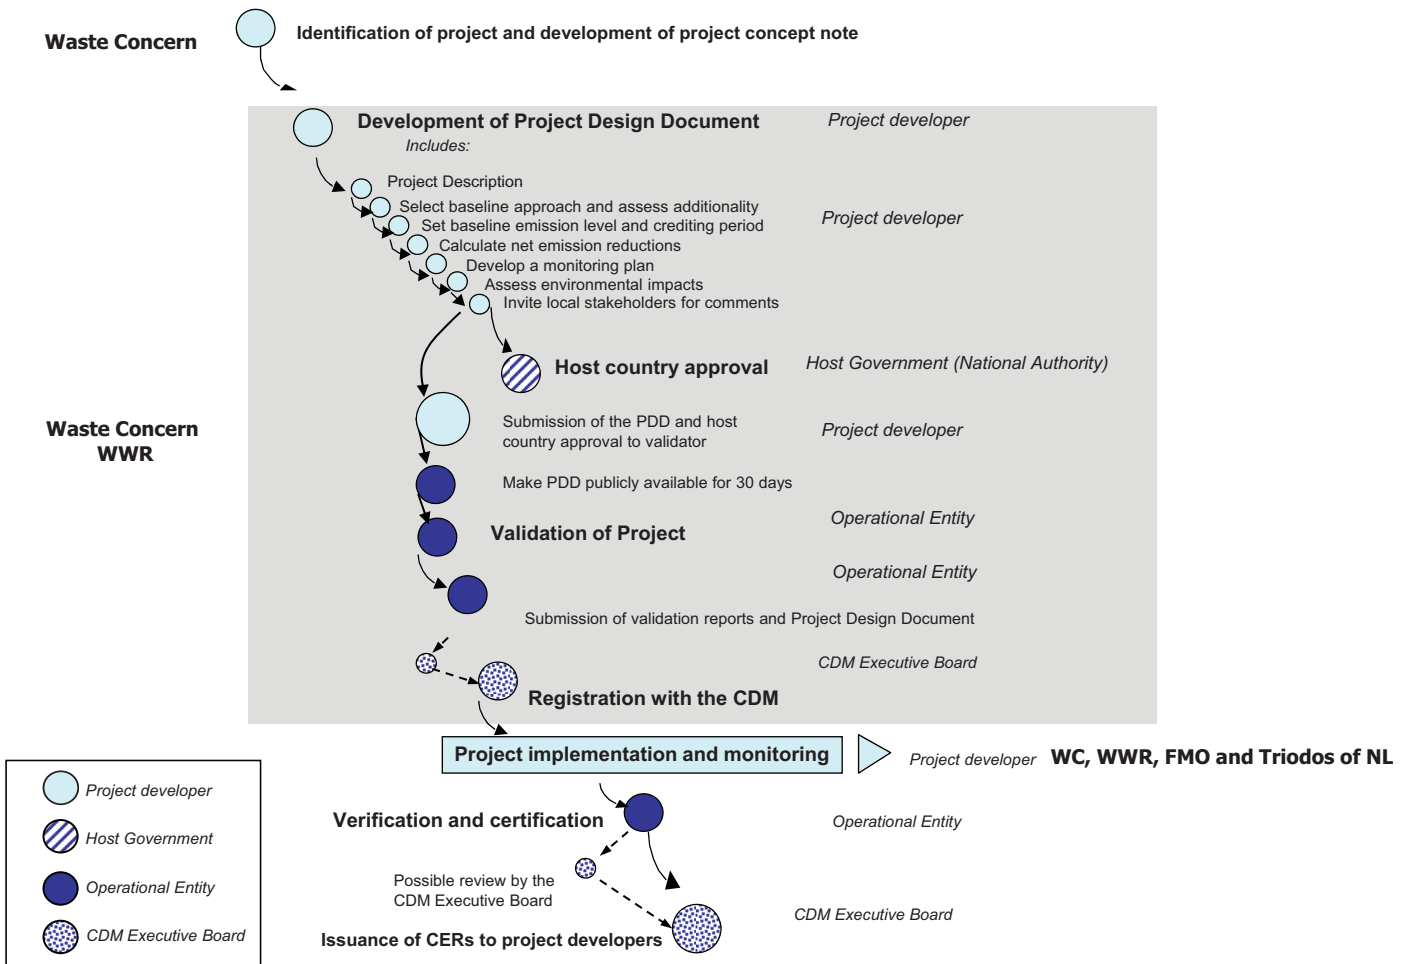 Waste Concern
Identification of project and development of project concept note
Development of Project Design Document
Project developer
Includes:
Project Description
Select baseline approach and assess additionality
Set baseline emission level and crediting period
Project developer
Calculate net emission reductions
Develop a monitoring plan
Assess environmental impacts
Invite local stakeholders for comments
Host country approval
Host Government (National Authority)
Waste Concern
WWR
Submission of the PDD and host
country approval to validator
Project developer
Make PDD publicly available for 30 days
Operational Entity
Validation of Project
Operational Entity
Submission of validation reports and Project Design Document
CDM Executive Board
Registration with the CDM
Project implementation and monitoring
Project developer
WC, WWR, FMO and Triodos of NL
Verification and certification
Operational Entity
Possible review by the
CDM Executive Board
CDM Executive Board
Issuance of CERs to project developers
Project developer
Host Government
Operational Entity
CDM Executive Board